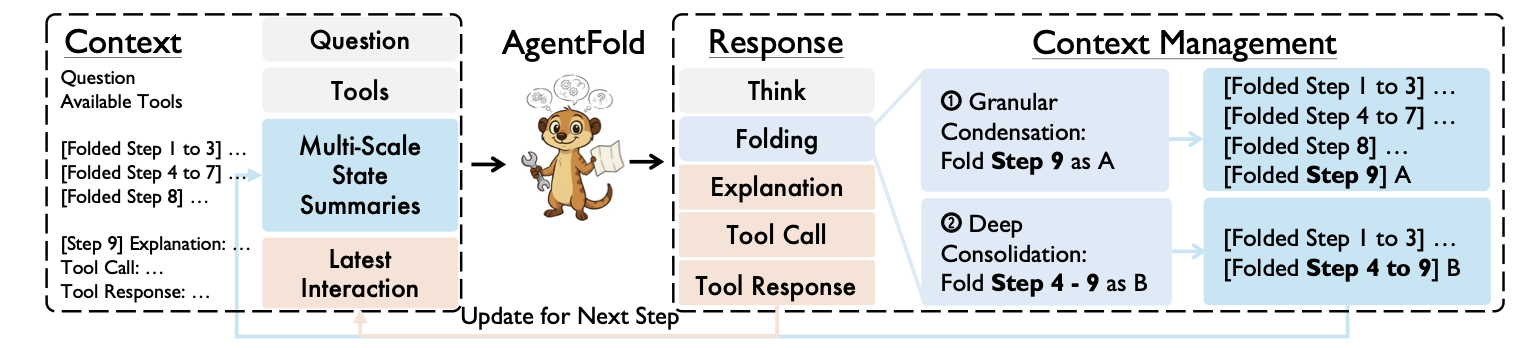 Context
Question
Available Tools
[Folded Step 1 to 3] ...
[Folded Step 4 to 7] ...
[Folded Step 8] ...
[Step 9] Explanation: ...
Tool Call: ...
Tool Response: ...
Question
Tools
Multi-Scale
State
Summaries
Latest
Interaction
AgentFold
?
Response
Think
Folding
Explanation
Tool Call
Tool Response
Context Management
① Granular
Condensation:
Fold Step 9 as A
② Deep
Consolidation:
Fold Step 4 - 9 as B
[Folded Step 1 to 3] ...
[Folded Step 4 to 7] ...
[Folded Step 8] ...
[Folded Step 9] A
[Folded Step 1 to 3] ...
[Folded Step 4 to 9] B
Update for Next Step